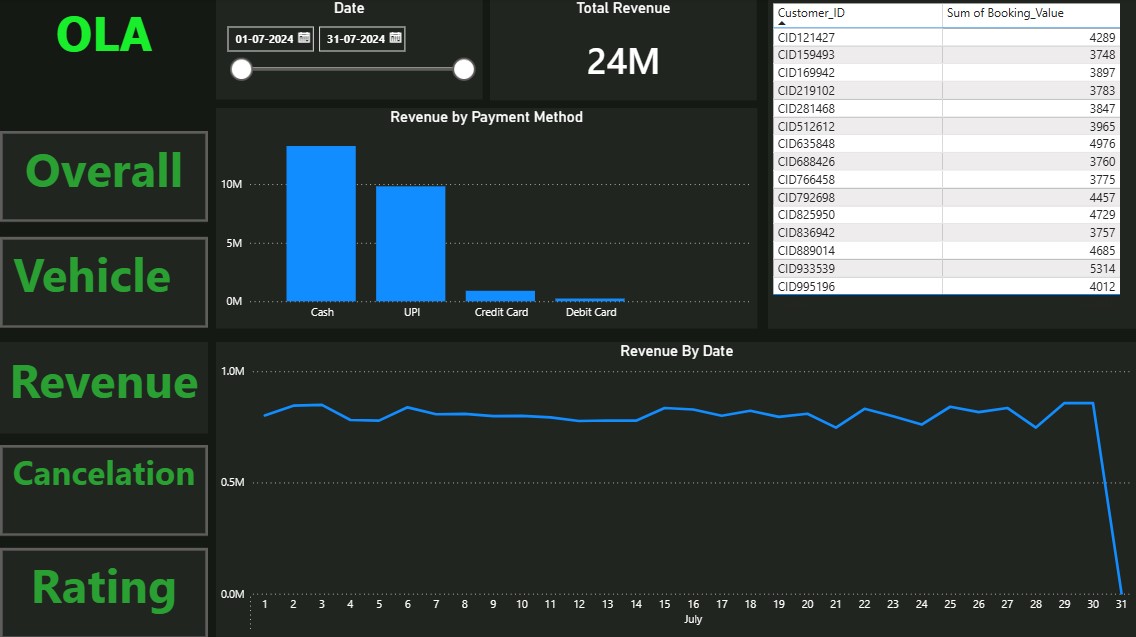 OLA
Overall
Vehicle
Revenue
Cancelation
Rating
Date
01-07-2024 31-07-2024
Total Revenue
24M
Revenue by Payment Method
10M
5M
0M
Cash UPI Credit Card Debit Card
Customer_ID Sum of Booking_Value
CID121427 4289
CID159493 3748
CID169942 3897
CID219102 3783
CID281468 3847
CID512612 3965
CID635848 4976
CID688426 3760
CID766458 3775
CID792698 4457
CID825950 4729
CID836942 3757
CID889014 4685
CID933539 5314
CID995196 4012
Revenue By Date
1.0M
0.5M
0.0M
1 2 3 4 5 6 7 8 9 10 11 12 13 14 15 16 17 18 19 20 21 22 23 24 25 26 27 28 29 30 31
July